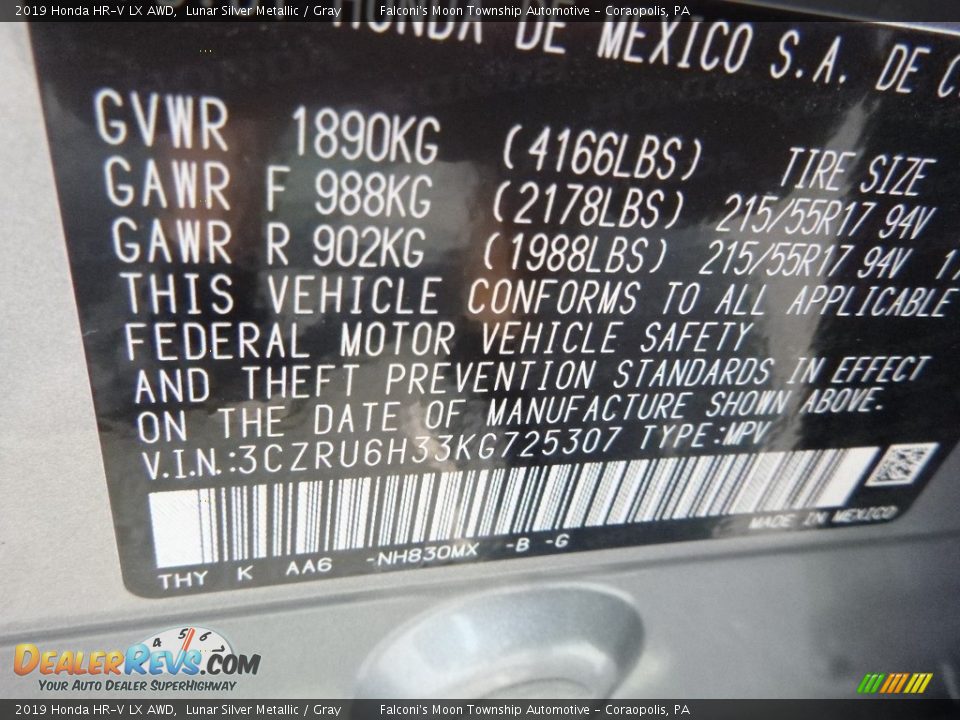 2019 Honda HR-V LX AWD, Lunar Silver Metallic / Gray Falconi's Moon Township Automotive - Coraopolis, PA
HONDA DE MEXICO S.A. DE C.
GVWR 1890KG (4166LBS) TIRE SIZE
GAWR F 988KG (2178LBS) 215/55R17 94V
GAWR R 902KG (1988LBS) 215/55R17 94V 17
THIS VEHICLE CONFORMS TO ALL APPLICABLE
FEDERAL MOTOR VEHICLE SAFETY
AND THEFT PREVENTION STANDARDS IN EFFECT
ON THE DATE OF MANUFACTURE SHOWN ABOVE.
V.I.N.:3CZRU6H33KG725307 TYPE:MPV
MADE IN MEXICO
THY K AA6 -NH830MX -B -G
4 5 6
DEALERREVS.COM
YOUR AUTO DEALER SUPERHIGHWAY
2019 Honda HR-V LX AWD, Lunar Silver Metallic / Gray Falconi's Moon Township Automotive - Coraopolis, PA